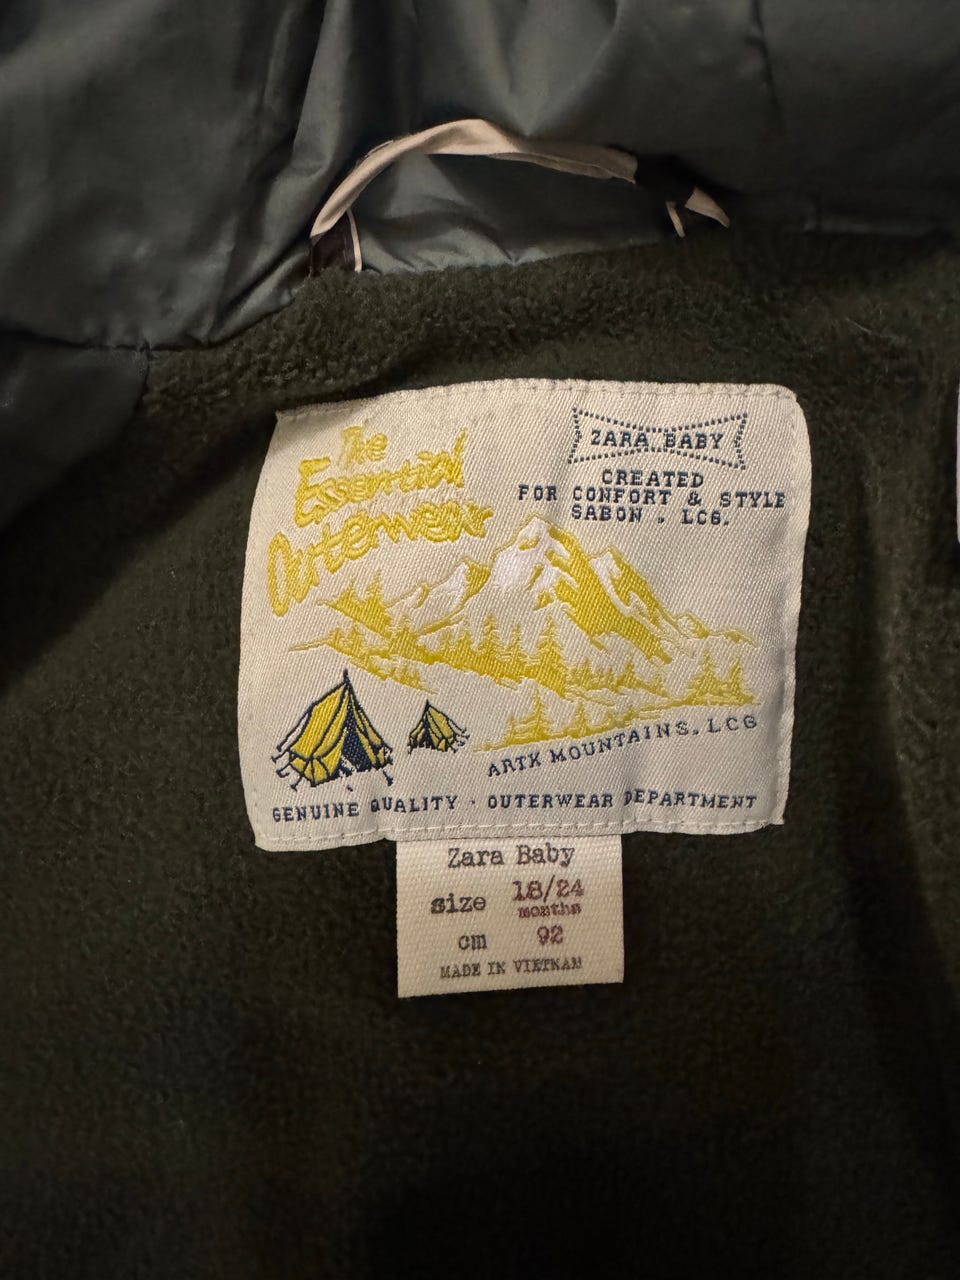 The
Essential
Outerwear
ZARA BABY
CREATED
FOR CONFORT & STYLE
SABON . LCG.
ARTK MOUNTAINS. LCG
GENUINE QUALITY · OUTERWEAR DEPARTMENT
Zara Baby
size 18/24
months
cm 92
MADE IN VIETNAM